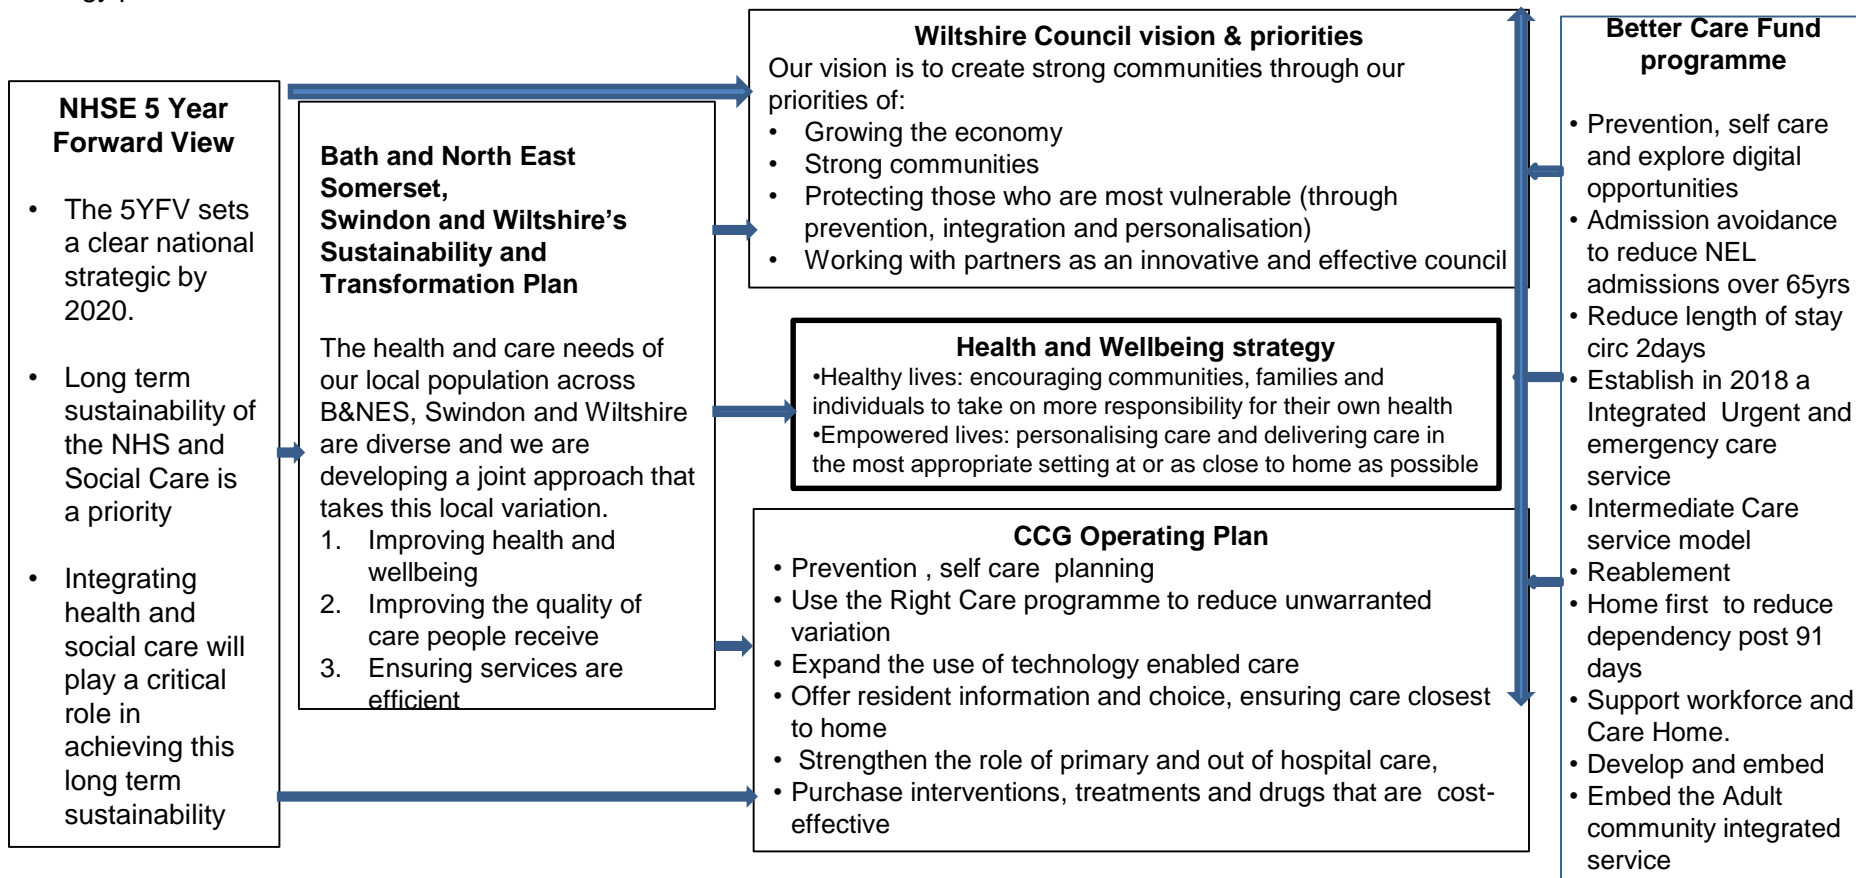 NHSE 5 Year
Forward View
• The 5YFV sets
a clear national
strategic by
2020.
• Long term
sustainability of
the NHS and
Social Care is
a priority
• Integrating
health and
social care will
play a critical
role in
achieving this
long term
sustainability
Bath and North East
Somerset,
Swindon and Wiltshire’s
Sustainability and
Transformation Plan
The health and care needs of
our local population across
B&NES, Swindon and Wiltshire
are diverse and we are
developing a joint approach that
takes this local variation.
1. Improving health and
wellbeing
2. Improving the quality of
care people receive
3. Ensuring services are
efficient
Wiltshire Council vision & priorities
Our vision is to create strong communities through our
priorities of:
• Growing the economy
• Strong communities
• Protecting those who are most vulnerable (through
prevention, integration and personalisation)
• Working with partners as an innovative and effective council
Health and Wellbeing strategy
•Healthy lives: encouraging communities, families and
individuals to take on more responsibility for their own health
•Empowered lives: personalising care and delivering care in
the most appropriate setting at or as close to home as possible
CCG Operating Plan
• Prevention , self care planning
• Use the Right Care programme to reduce unwarranted
variation
• Expand the use of technology enabled care
• Offer resident information and choice, ensuring care closest
to home
• Strengthen the role of primary and out of hospital care,
• Purchase interventions, treatments and drugs that are cost-
effective
Better Care Fund
programme
• Prevention, self care
and explore digital
opportunities
• Admission avoidance
to reduce NEL
admissions over 65yrs
• Reduce length of stay
circ 2days
• Establish in 2018 a
Integrated Urgent and
emergency care
service
• Intermediate Care
service model
• Reablement
• Home first to reduce
dependency post 91
days
• Support workforce and
Care Home.
• Develop and embed
• Embed the Adult
community integrated
service